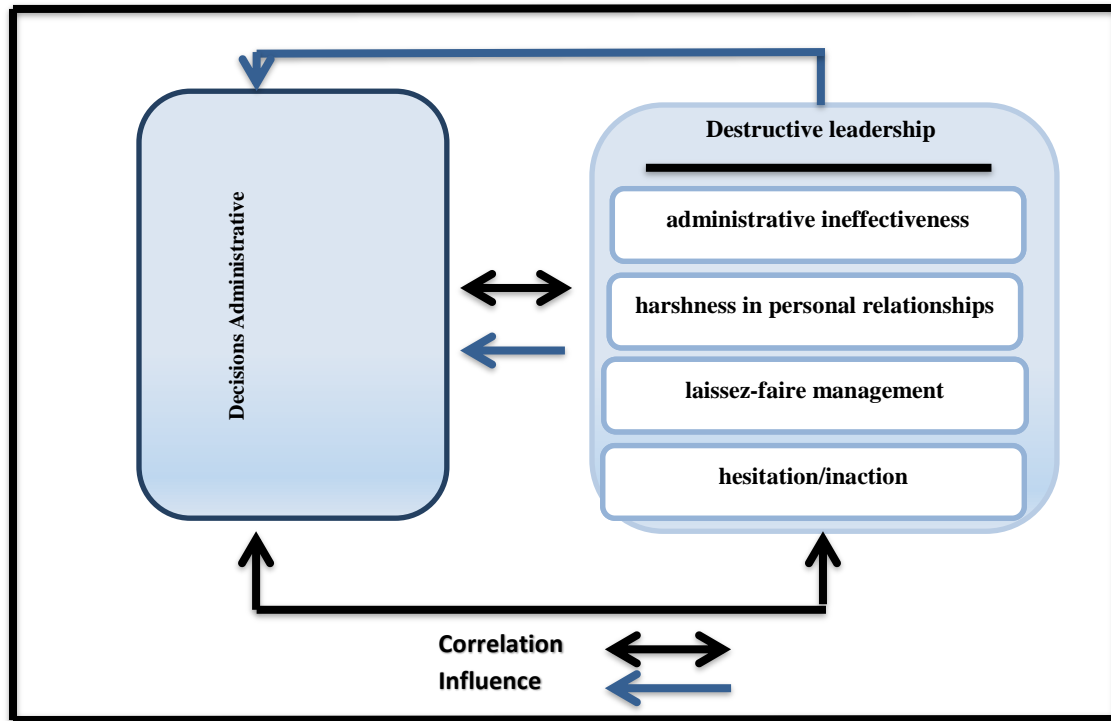 Destructive leadership
administrative ineffectiveness
harshness in personal relationships
laissez-faire management
hesitation/inaction
Decisions Administrative
Correlation
Influence